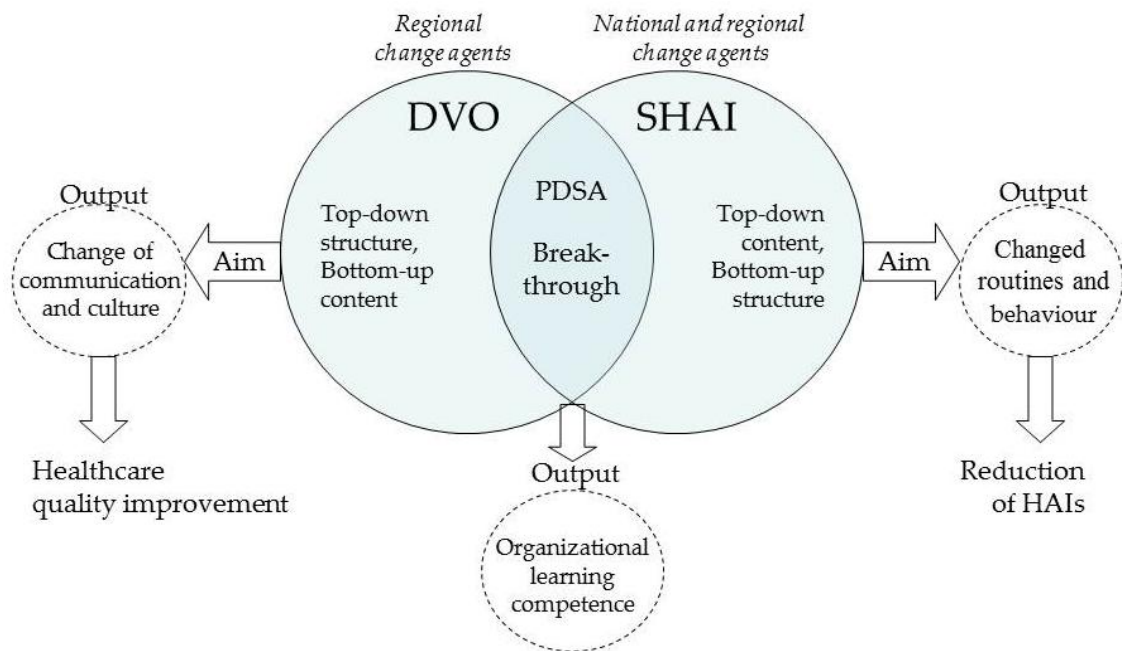 Regional
change agents
National and regional
change agents
DVO
SHAI
PDSA
Break-
through
Top-down
structure,
Bottom-up
content
Top-down
content,
Bottom-up
structure
Aim
Aim
Output
Change of
communication
and culture
Output
Changed
routines and
behaviour
Healthcare
quality improvement
Output
Organizational
learning
competence
Reduction
of HAIs